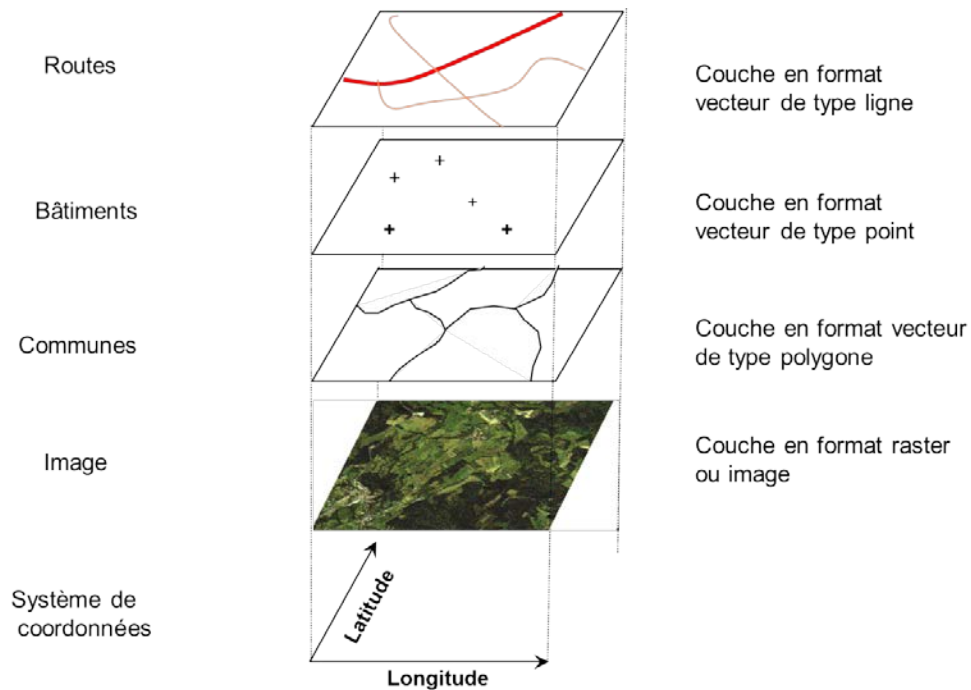 Routes
Couche en format
vecteur de type ligne
Bâtiments
Couche en format
vecteur de type point
Communes
Couche en format vecteur
de type polygone
Image
Couche en format raster
ou image
Système de
coordonnées
Latitude
Longitude